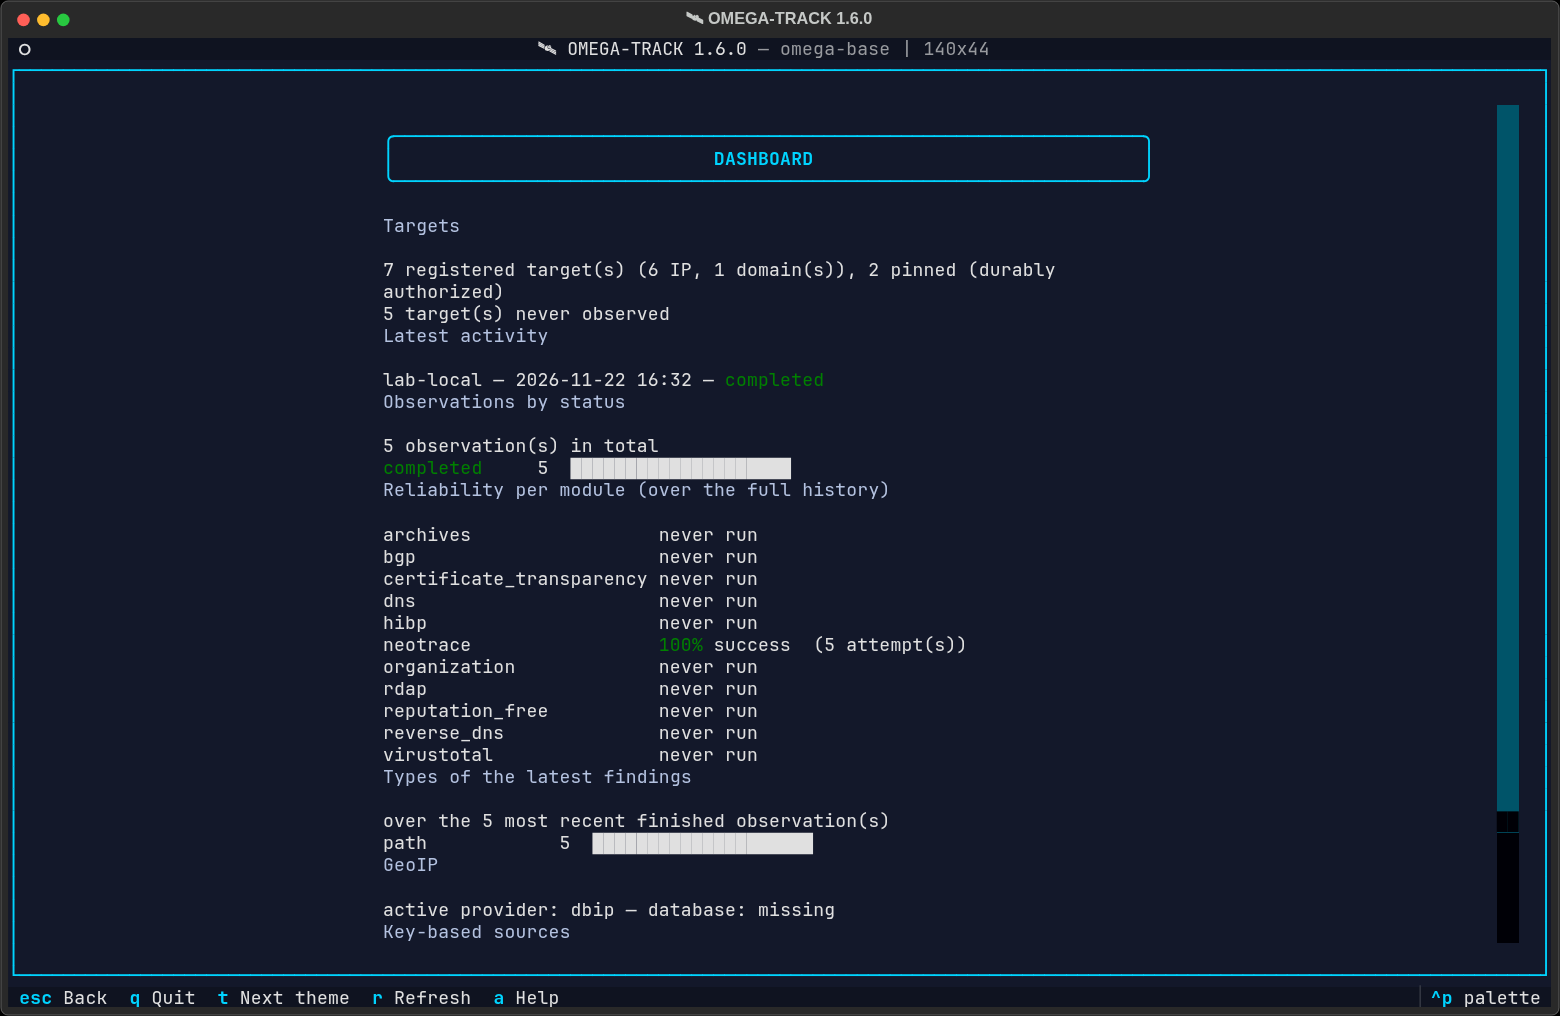 🛰 OMEGA-TRACK 1.6.0
🛰 OMEGA-TRACK 1.6.0 — omega-base | 140x44
DASHBOARD
Targets
7 registered target(s) (6 IP, 1 domain(s)), 2 pinned (durably
authorized)
5 target(s) never observed
Latest activity
lab-local — 2026-11-22 16:32 — completed
Observations by status
5 observation(s) in total
completed 5
Reliability per module (over the full history)
archives never run
bgp never run
certificate_transparency never run
dns never run
hibp never run
neotrace 100% success (5 attempt(s))
organization never run
rdap never run
reputation_free never run
reverse_dns never run
virustotal never run
Types of the latest findings
over the 5 most recent finished observation(s)
path 5
GeoIP
active provider: dbip — database: missing
Key-based sources
esc Back q Quit t Next theme r Refresh a Help ^p palette